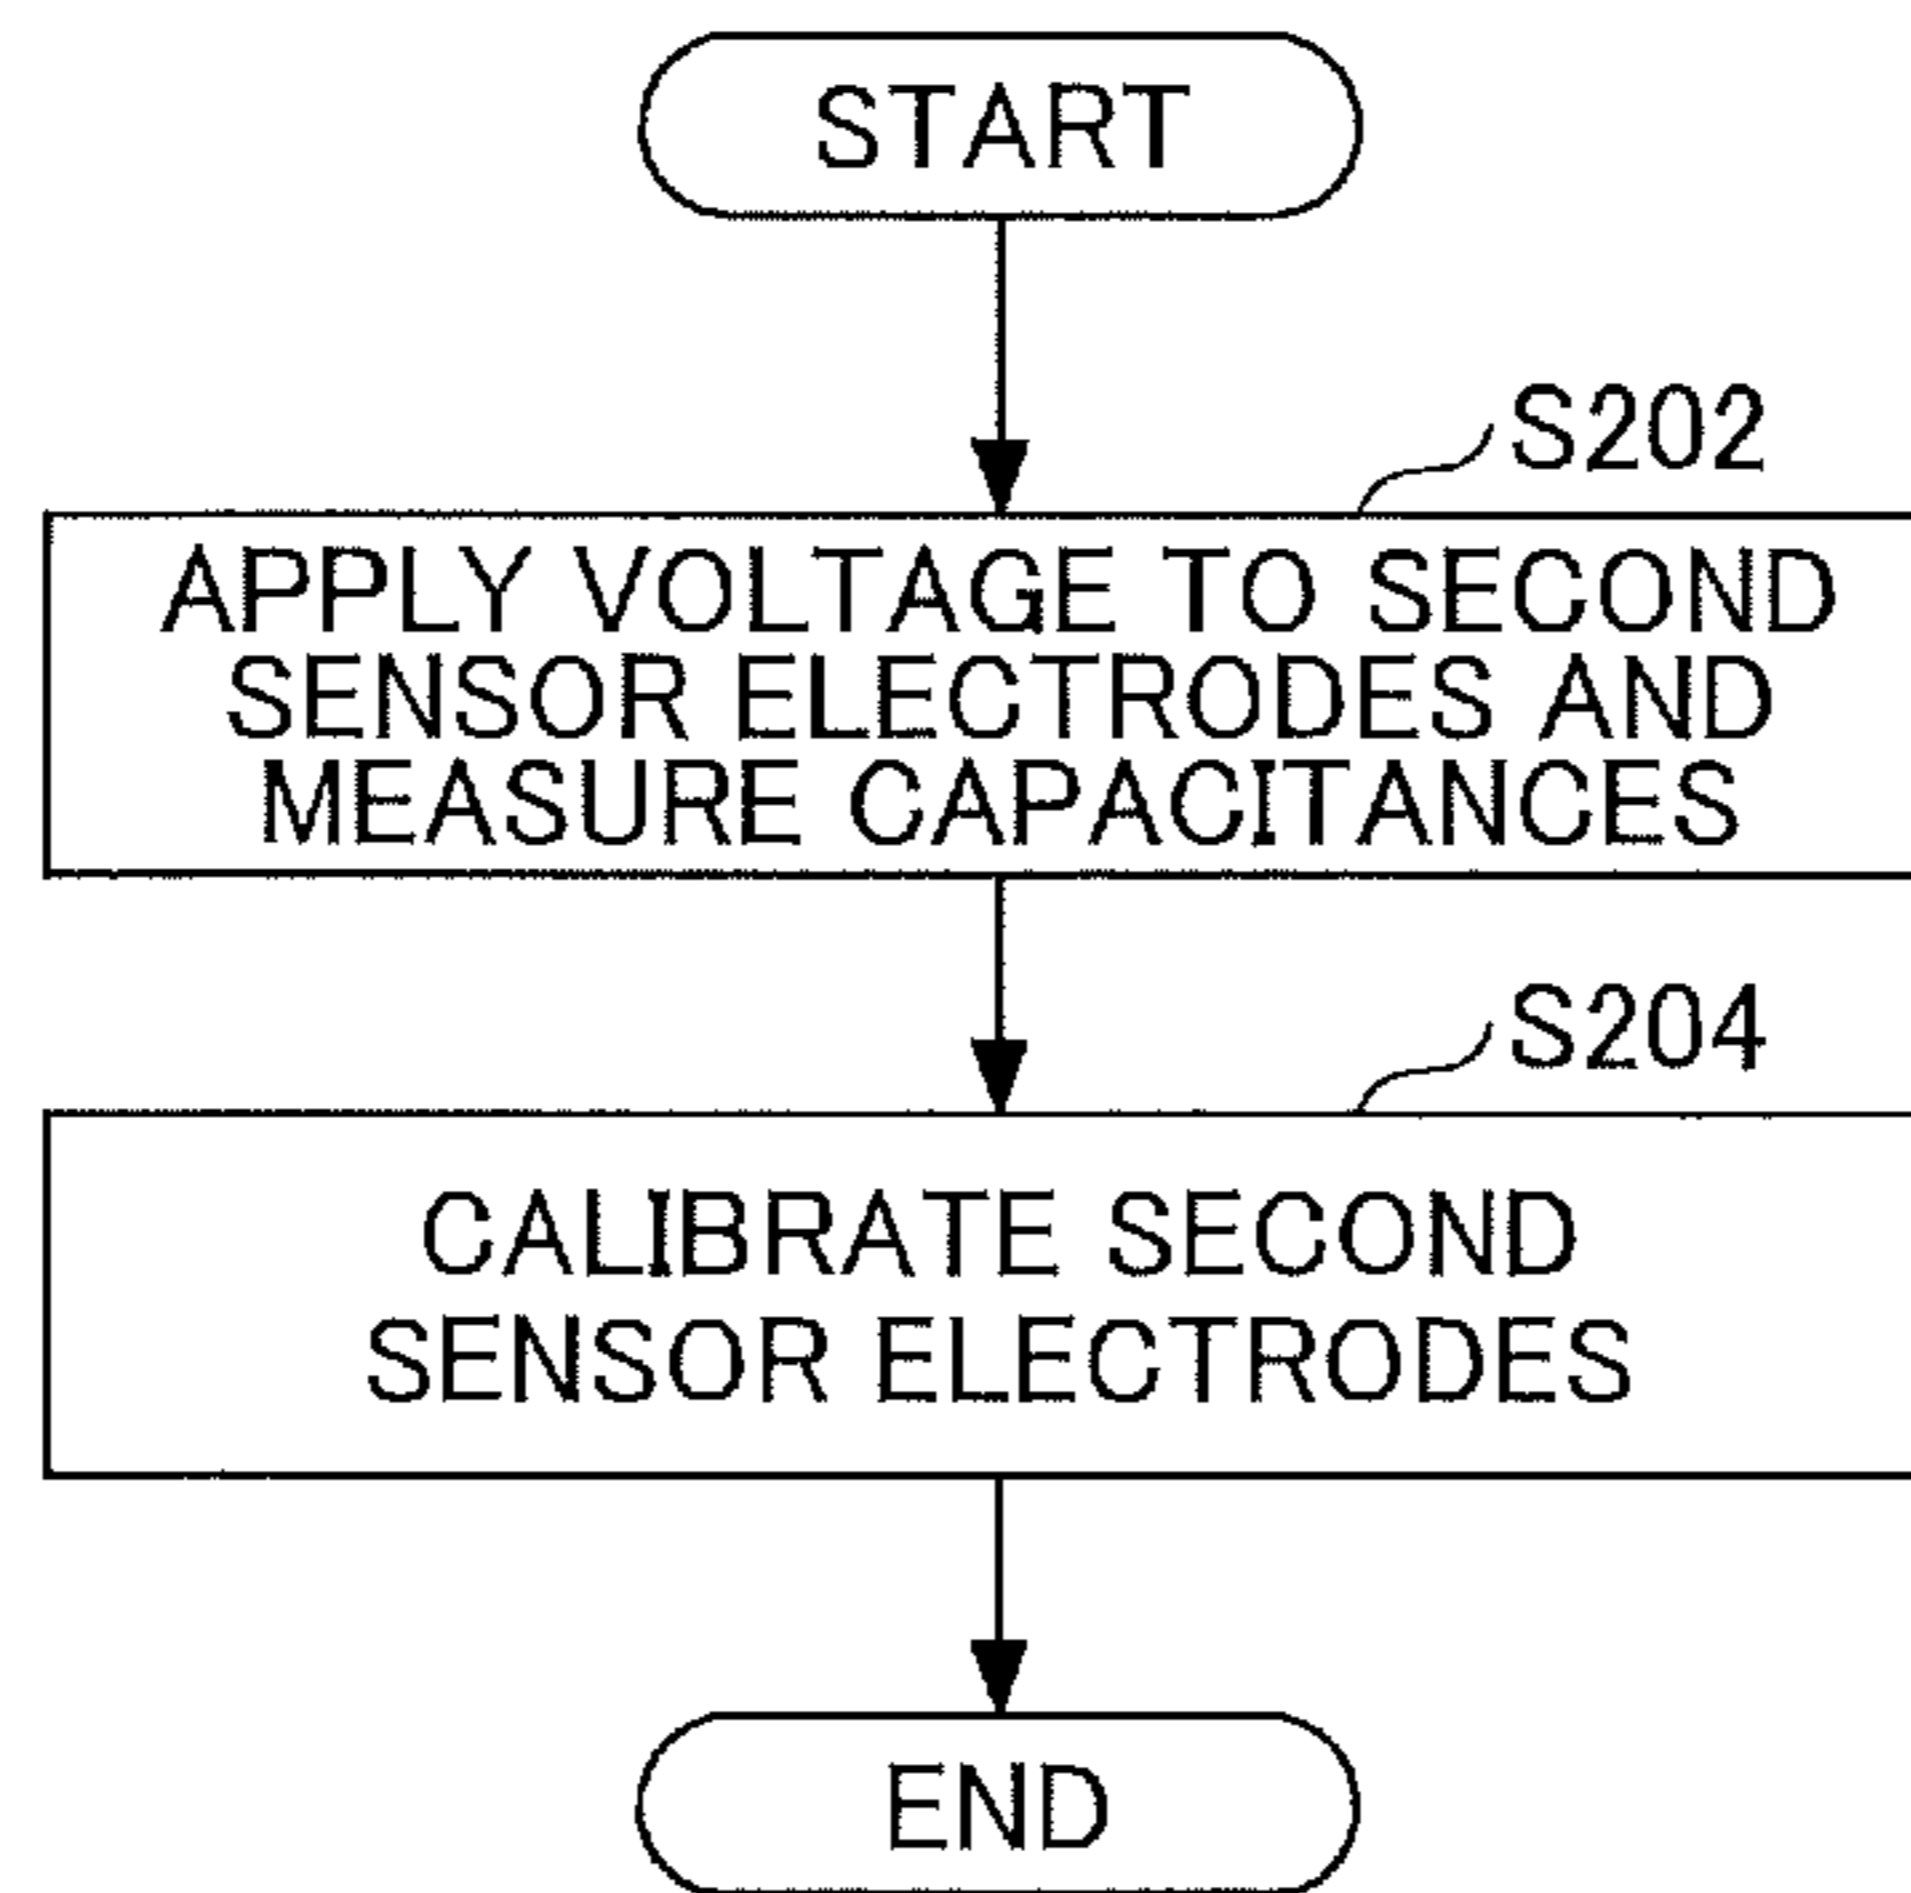 START
S202
APPLY VOLTAGE TO SECOND
SENSOR ELECTRODES AND
MEASURE CAPACITANCES
S204
CALIBRATE SECOND
SENSOR ELECTRODES
END